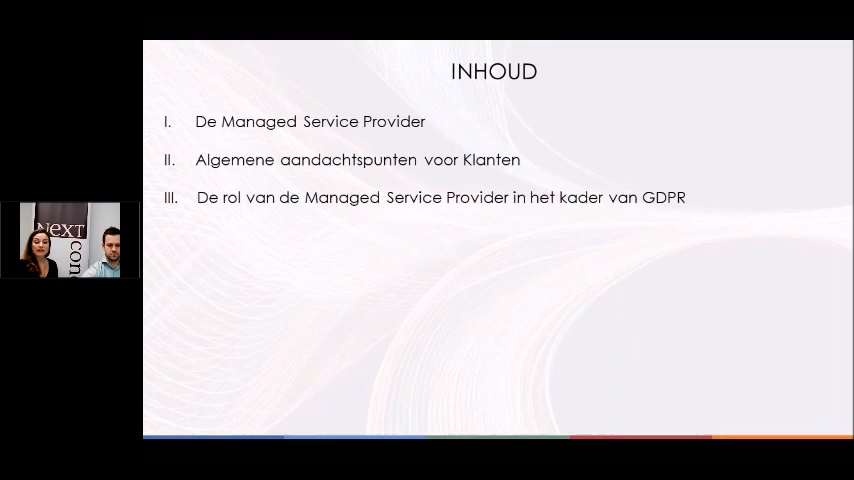 INHOUD
I. De Managed Service Provider
II. Algemene aandachtspunten voor Klanten
III. De rol van de Managed Service Provider in het kader van GDPR
NEXT
con